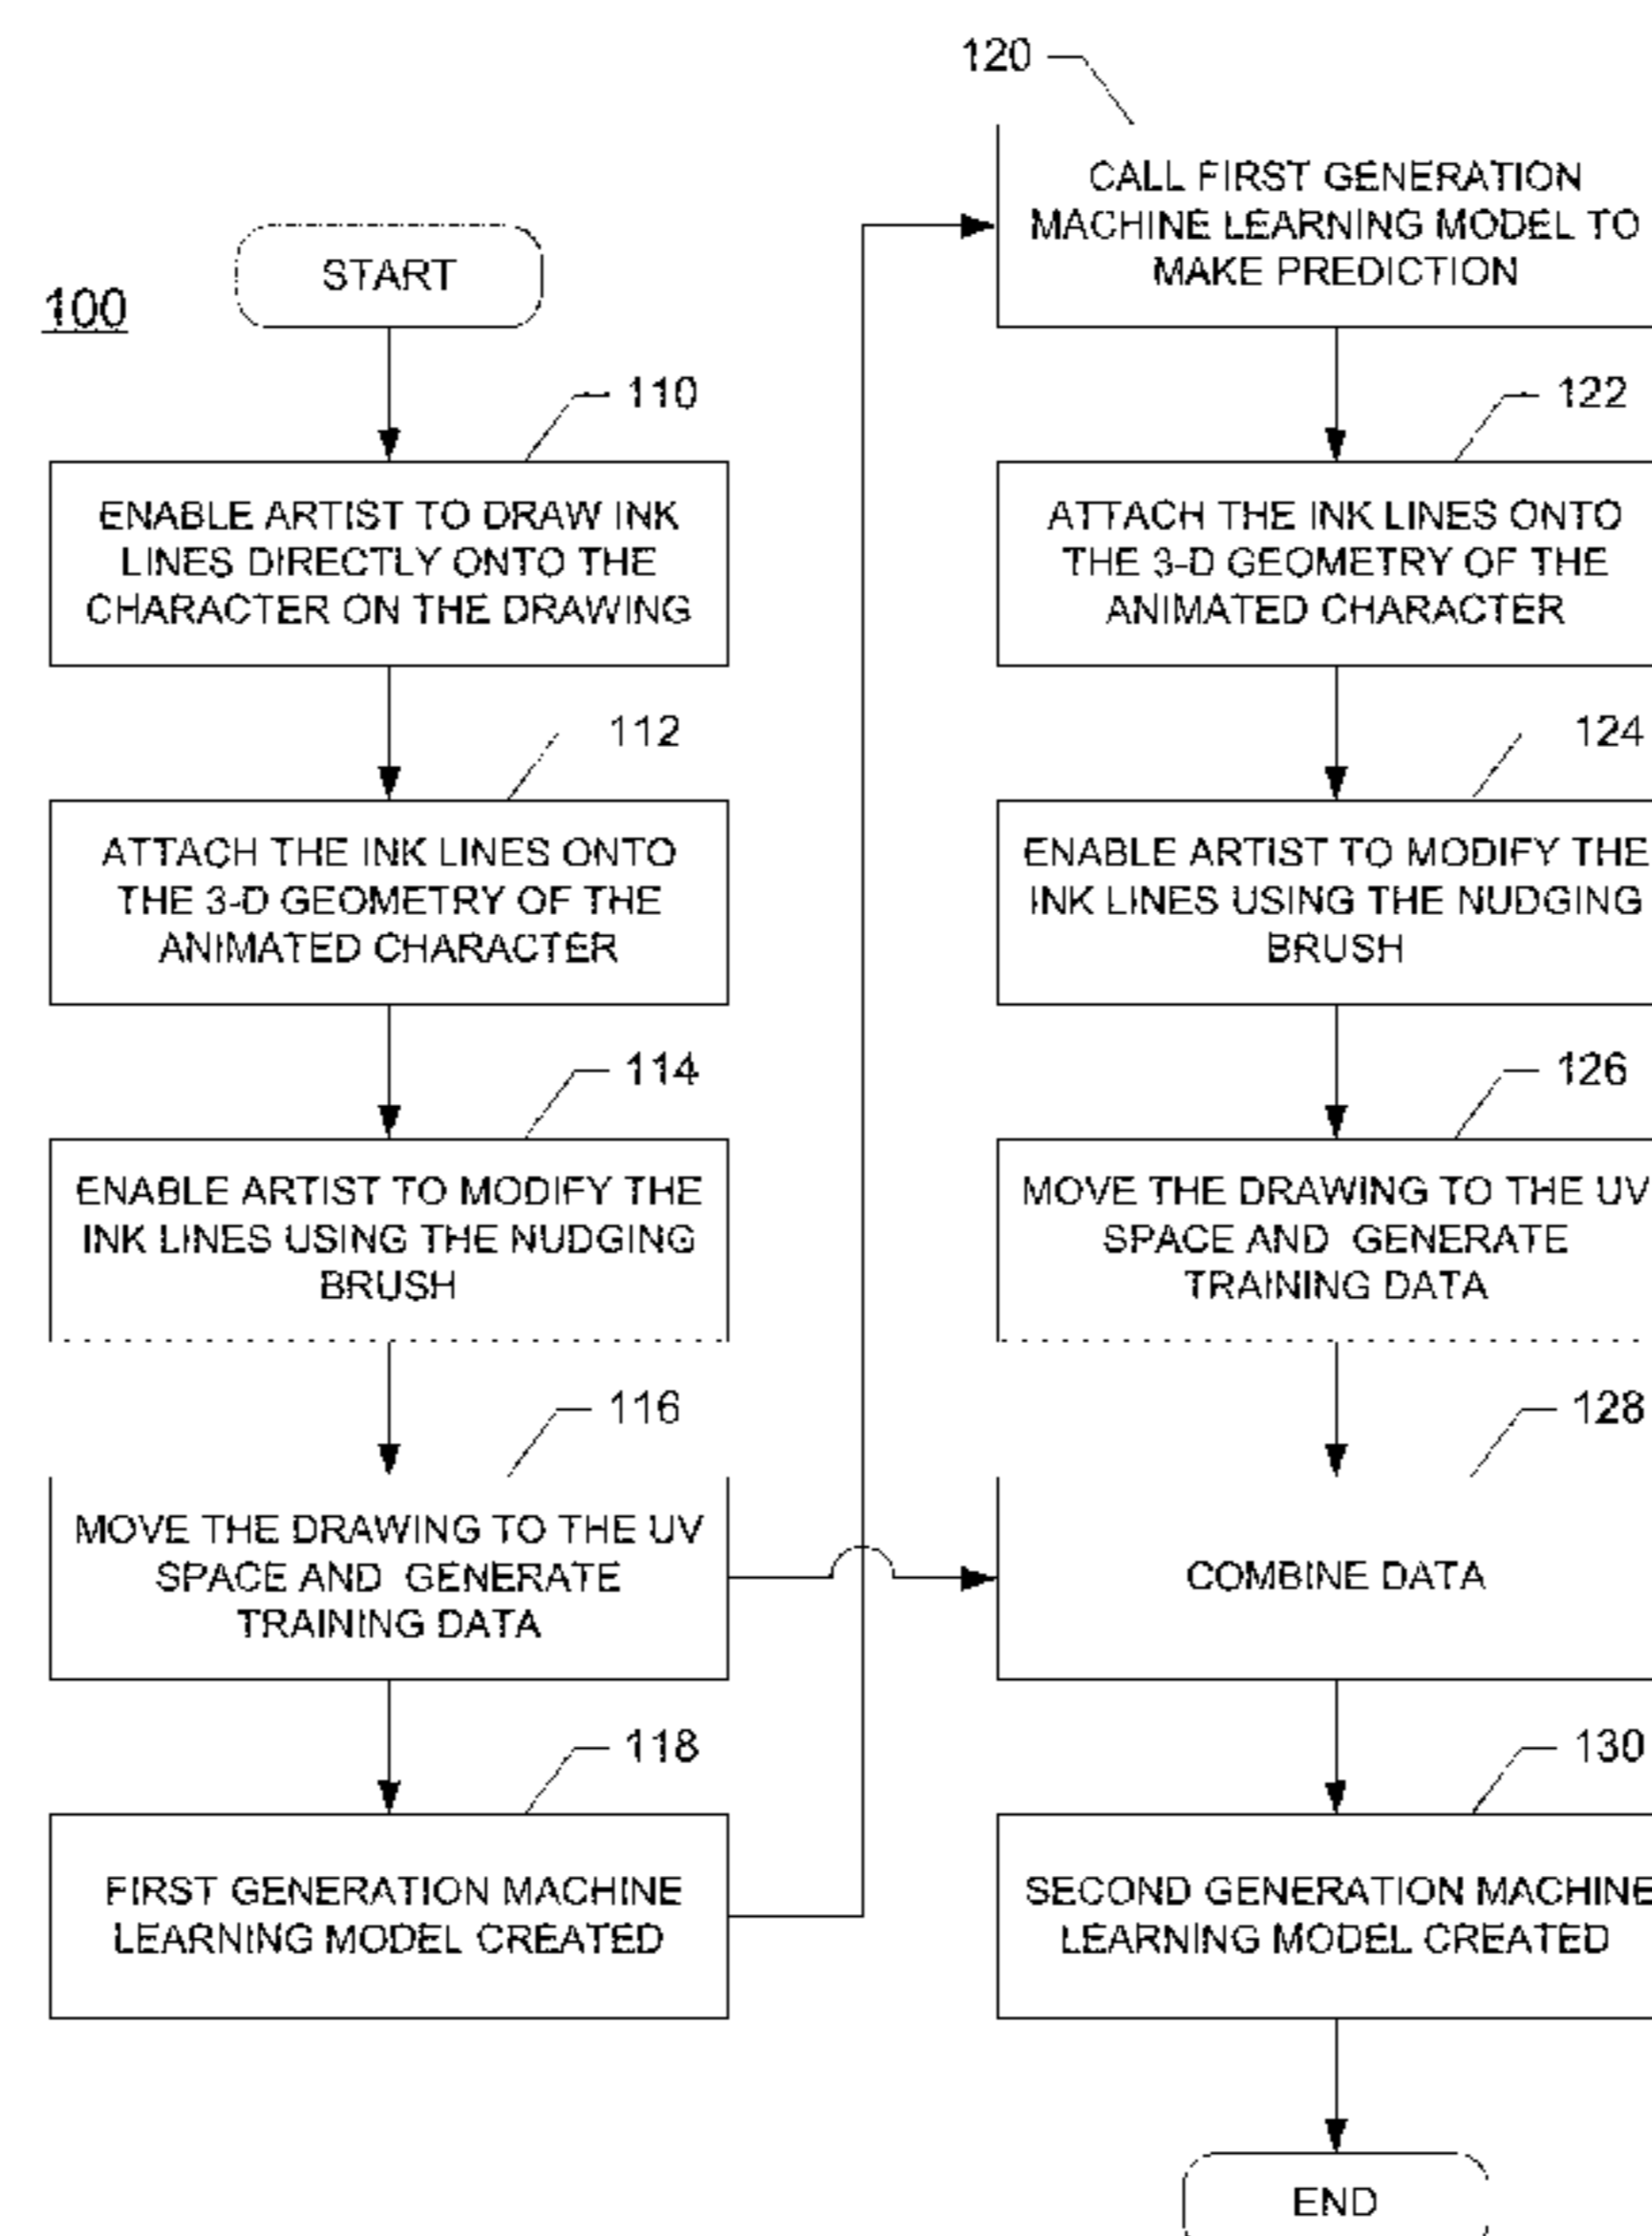 100
START
110
ENABLE ARTIST TO DRAW INK
LINES DIRECTLY ONTO THE
CHARACTER ON THE DRAWING
112
ATTACH THE INK LINES ONTO
THE 3-D GEOMETRY OF THE
ANIMATED CHARACTER
114
ENABLE ARTIST TO MODIFY THE
INK LINES USING THE NUDGING
BRUSH
116
MOVE THE DRAWING TO THE UV
SPACE AND GENERATE
TRAINING DATA
118
FIRST GENERATION MACHINE
LEARNING MODEL CREATED
120
CALL FIRST GENERATION
MACHINE LEARNING MODEL TO
MAKE PREDICTION
122
ATTACH THE INK LINES ONTO
THE 3-D GEOMETRY OF THE
ANIMATED CHARACTER
124
ENABLE ARTIST TO MODIFY THE
INK LINES USING THE NUDGING
BRUSH
126
MOVE THE DRAWING TO THE UV
SPACE AND GENERATE
TRAINING DATA
128
COMBINE DATA
130
SECOND GENERATION MACHINE
LEARNING MODEL CREATED
END